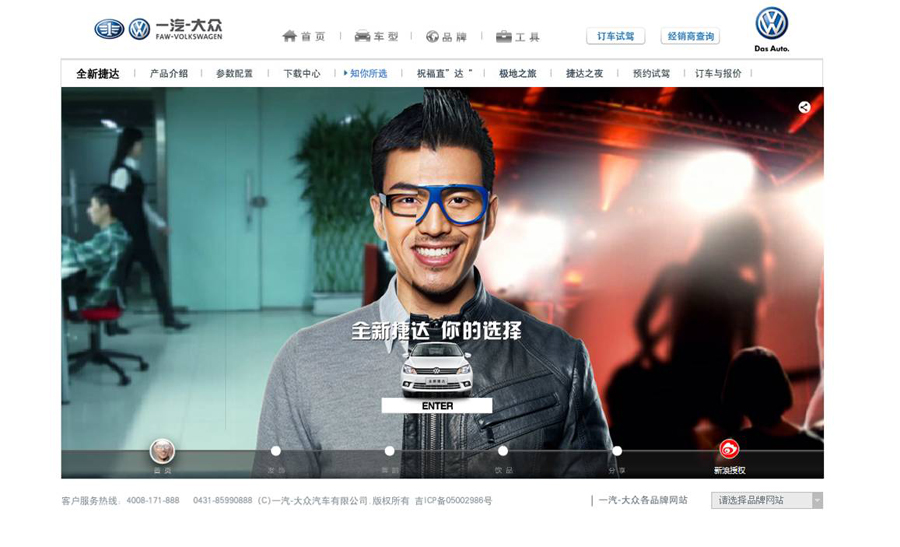 一汽-大众
FAW-VOLKSWAGEN
首页 车型 品牌 工具
订车试驾 经销商查询
Das Auto.
全新捷达 产品介绍 参数配置 下载中心 知你所选 祝福直”达“ 极地之旅 捷达之夜 预约试驾 订车与报价
全新捷达 你的选择
全新捷达
ENTER
首页 饮品 分享 新浪授权
客户服务热线: 4008-171-888 0431-85990888 (C)一汽-大众汽车有限公司.版权所有 吉ICP备05002986号
一汽-大众各品牌网站 请选择品牌网站